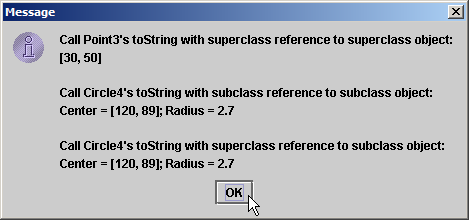 Message
Call Point3's toString with superclass reference to superclass object:
[30, 50]
Call Circle4's toString with subclass reference to subclass object:
Center = [120, 89]; Radius = 2.7
Call Circle4's toString with superclass reference to subclass object:
Center = [120, 89]; Radius = 2.7
OK